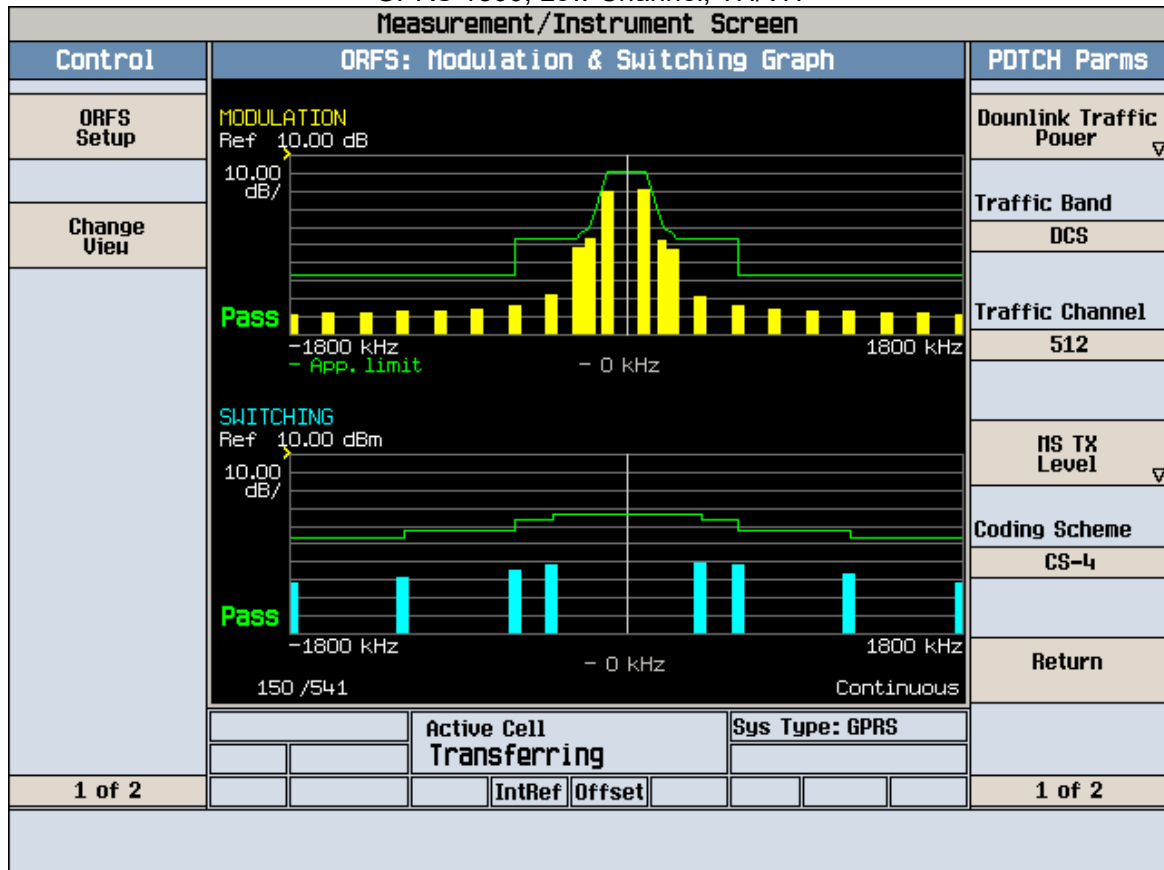 Measurement/Instrument Screen
Control
ORFS: Modulation & Switching Graph
PDTCH Parms
ORFS
Setup
Change
View
1 of 2
MODULATION
Ref 10.00 dB
10.00
dB/
Pass
-1800 kHz
1800 kHz
- App. limit
- 0 kHz
SWITCHING
Ref 10.00 dBm
10.00
dB/
Pass
-1800 kHz
1800 kHz
- 0 kHz
150 /541
Continuous
Active Cell
Transferring
Sys Type: GPRS
IntRef
Offset
Downlink Traffic
Power
Traffic Band
DCS
Traffic Channel
512
MS TX
Level
Coding Scheme
CS-4
Return
1 of 2